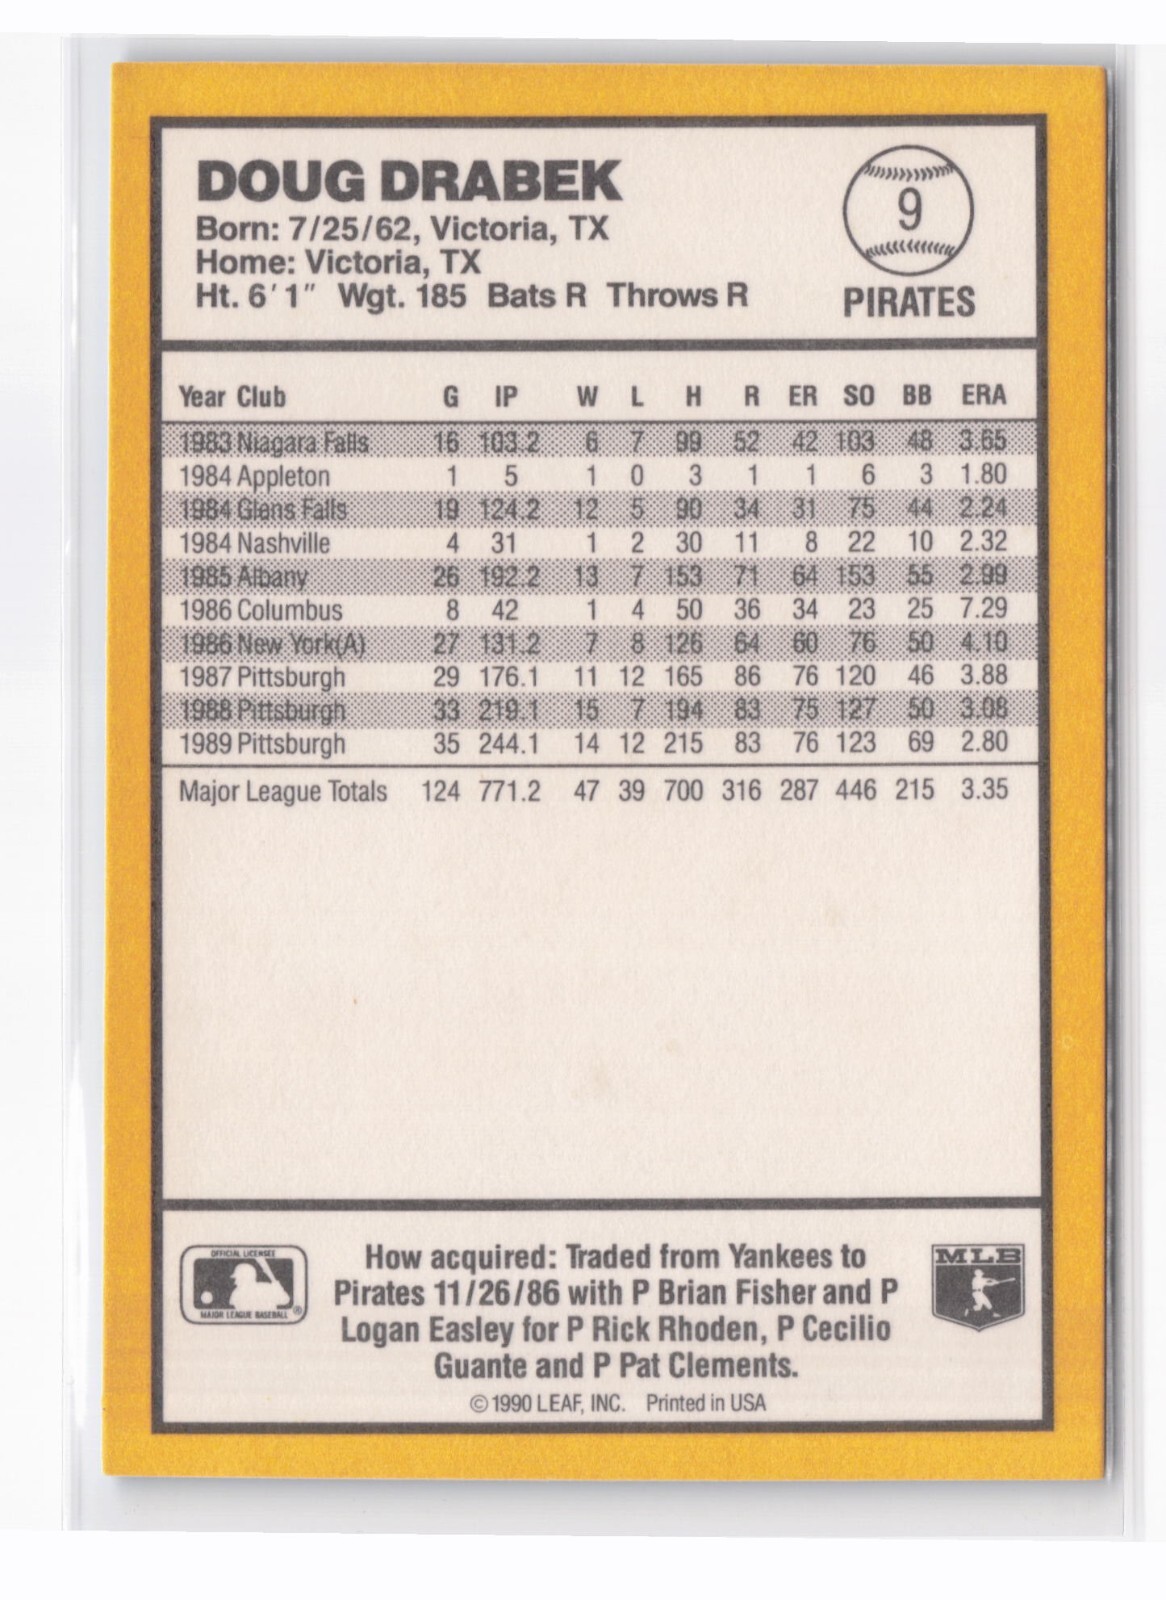 DOUG DRABEK
Born: 7/25/62, Victoria, TX
Home: Victoria, TX
Ht. 6' 1" Wgt. 185 Bats R Throws R
9
PIRATES
Year Club G IP W L H R ER SO BB ERA
1983 Niagara Falls 16 103.2 6 7 99 52 42 103 48 3.65
1984 Appleton 1 5 1 0 3 1 1 6 3 1.80
1984 Glens Falls 19 124.2 12 5 90 34 31 75 44 2.24
1984 Nashville 4 31 1 2 30 11 8 22 10 2.32
1985 Albany 26 192.2 13 7 153 71 64 153 55 2.99
1986 Columbus 8 42 1 4 50 36 34 23 25 7.29
1986 New York(A) 27 131.2 7 8 126 64 60 76 50 4.10
1987 Pittsburgh 29 176.1 11 12 165 86 76 120 46 3.88
1988 Pittsburgh 33 219.1 15 7 194 83 75 127 50 3.08
1989 Pittsburgh 35 244.1 14 12 215 83 76 123 69 2.80
Major League Totals 124 771.2 47 39 700 316 287 446 215 3.35
OFFICIAL LICENSEE
MAJOR LEAGUE BASEBALL ®
How acquired: Traded from Yankees to
Pirates 11/26/86 with P Brian Fisher and P
Logan Easley for P Rick Rhoden, P Cecilio
Guante and P Pat Clements.
© 1990 LEAF, INC. Printed in USA
MLB